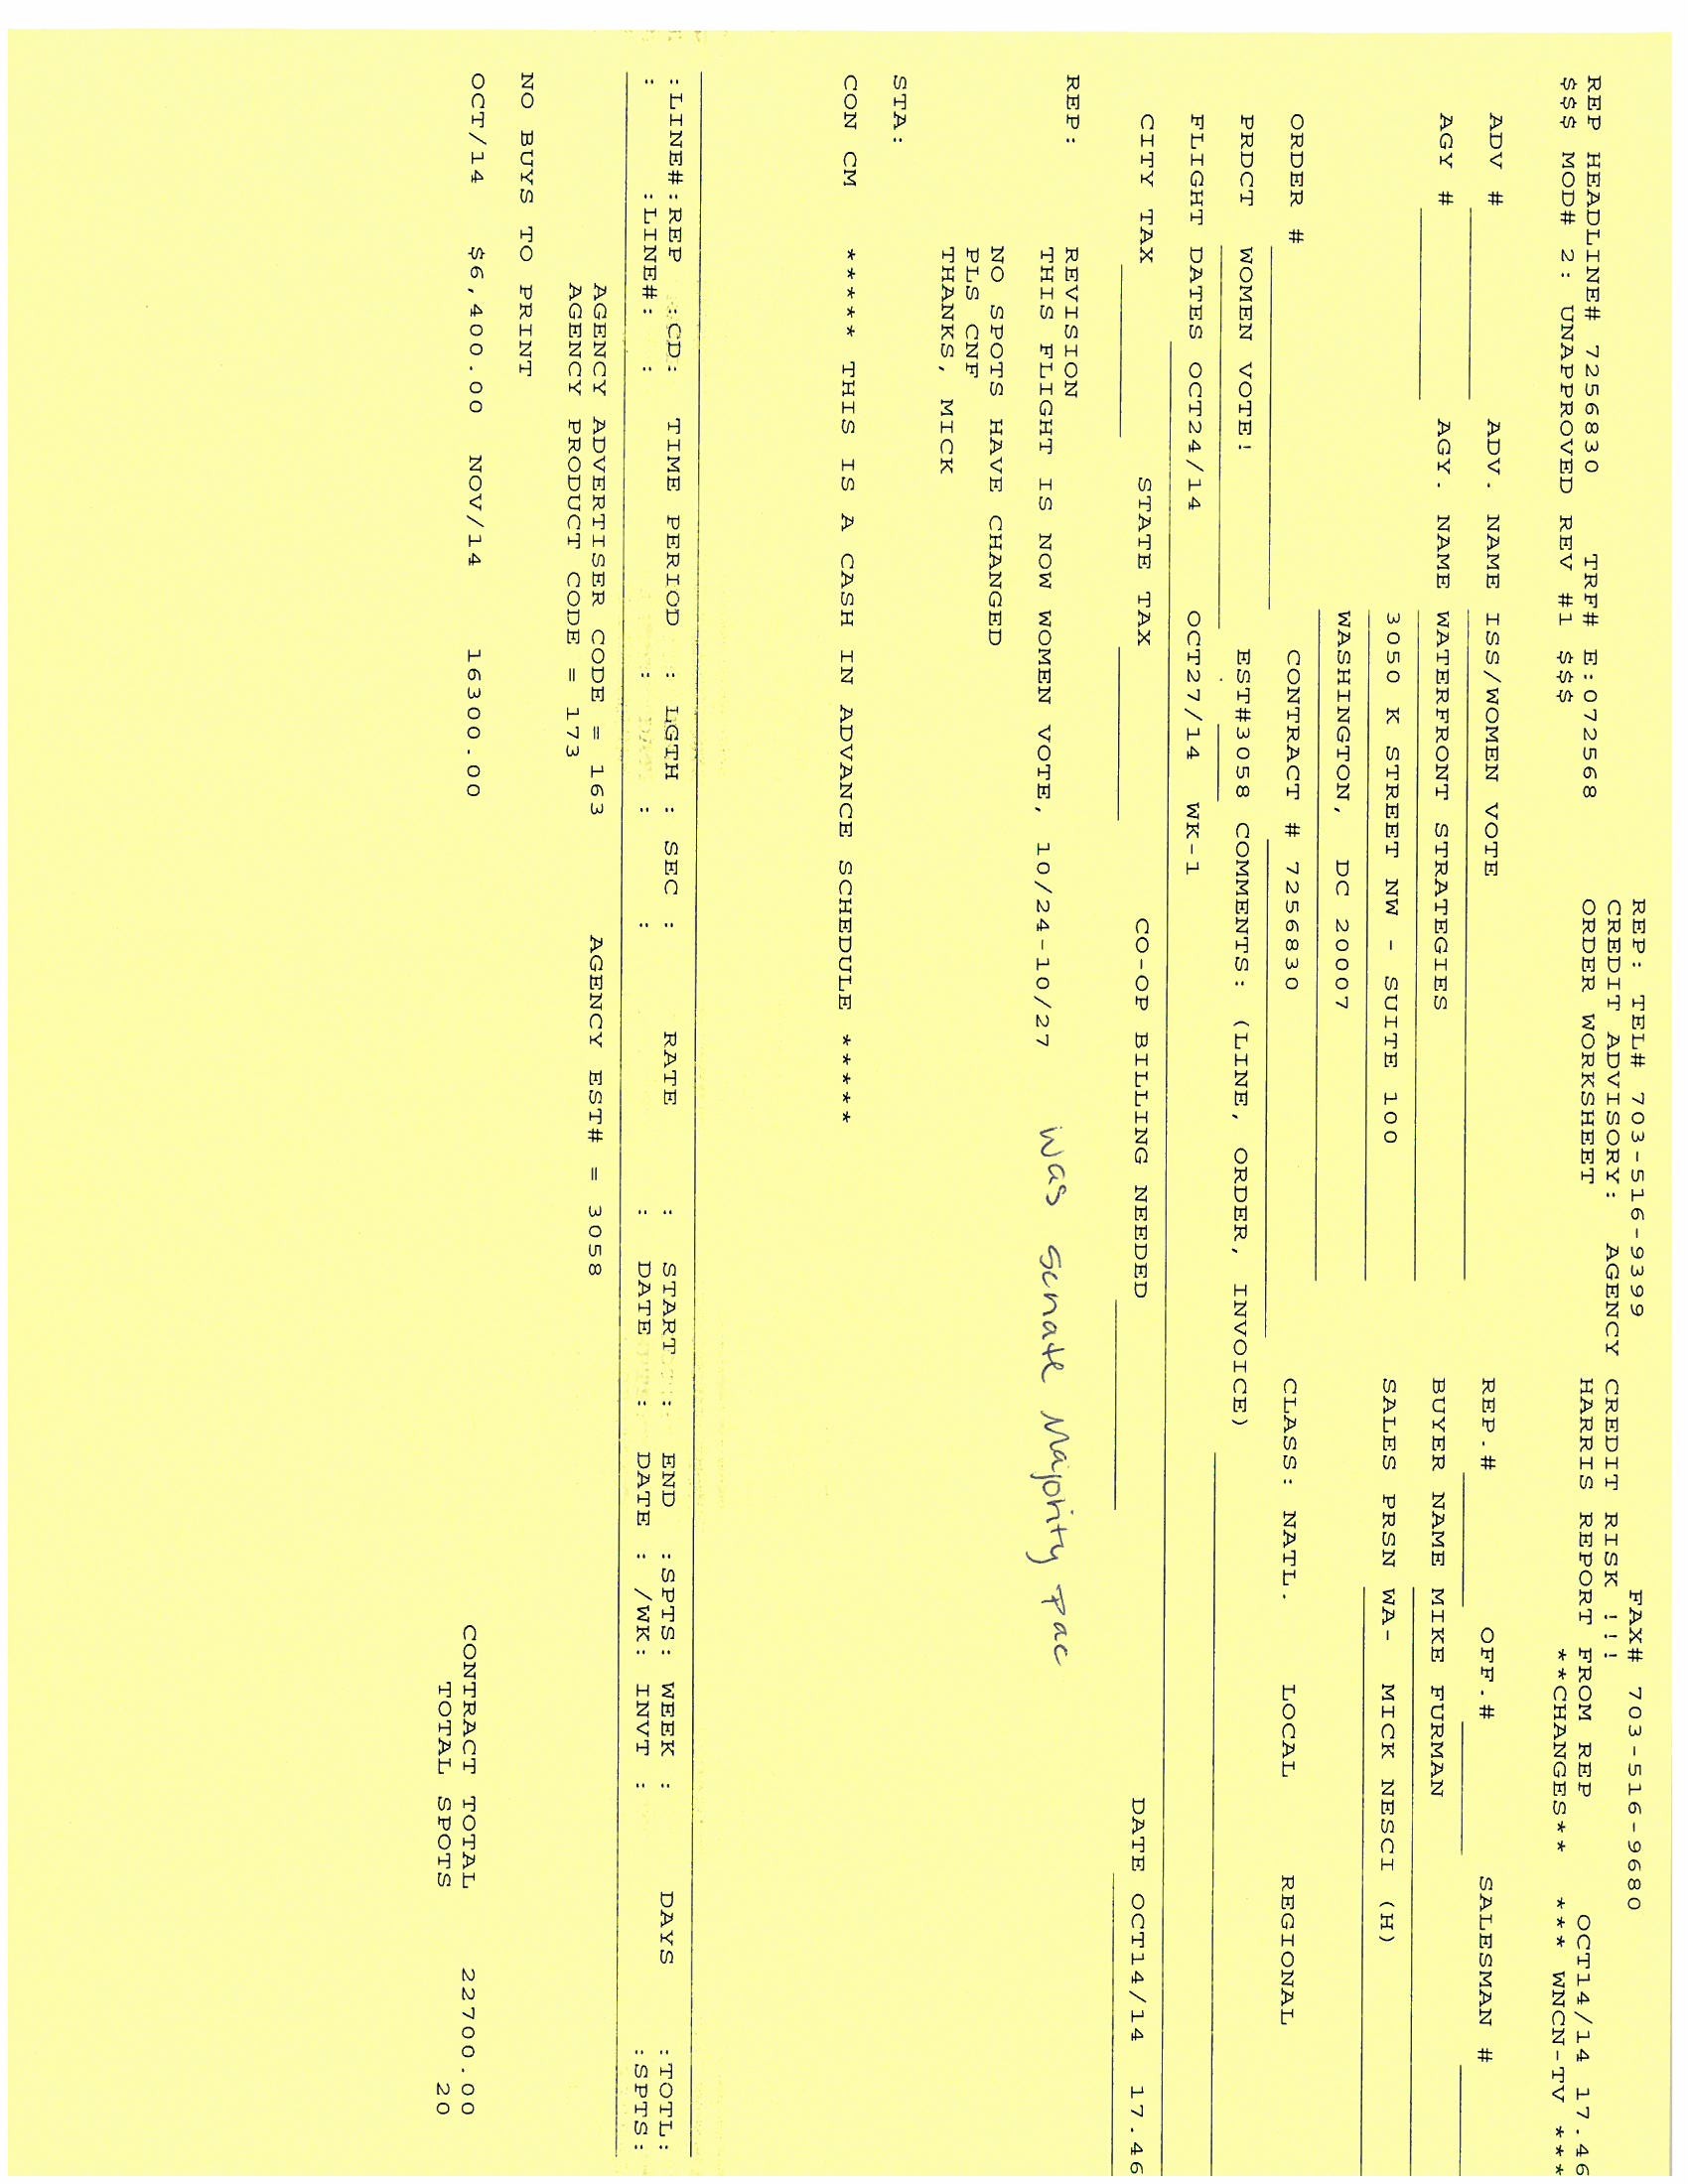 REP: TEL# 703-516-9399 FAX# 703-516-9680
CREDIT ADVISORY: AGENCY CREDIT RISK !!!
REP HEADLINE# 7256830 TRF# E:072568 ORDER WORKSHEET HARRIS REPORT FROM REP OCT14/14 17.46
$$$ MOD# 2: UNAPPROVED REV #1 $$$ **CHANGES** *** WNCN-TV ***
ADV # ADV. NAME ISS/WOMEN VOTE REP.# OFF.# SALESMAN #
AGY # AGY. NAME WATERFRONT STRATEGIES BUYER NAME MIKE FURMAN
3050 K STREET NW - SUITE 100 SALES PRSN WA- MICK NESCI (H)
WASHINGTON, DC 20007
ORDER # CONTRACT # 7256830 CLASS: NATL. LOCAL REGIONAL
PRDCT WOMEN VOTE! EST#3058 COMMENTS: (LINE, ORDER, INVOICE)
FLIGHT DATES OCT24/14 OCT27/14 WK-1
CITY TAX STATE TAX CO-OP BILLING NEEDED DATE OCT14/14 17.46
REP: REVISION
THIS FLIGHT IS NOW WOMEN VOTE, 10/24-10/27 was Senate Majority Pac
NO SPOTS HAVE CHANGED
PLS CNF
THANKS, MICK
STA:
CON CM ***** THIS IS A CASH IN ADVANCE SCHEDULE *****
:LINE#:REP :CD: TIME PERIOD : LGTH : SEC : RATE : START : END :SPTS: WEEK : DAYS :TOTL:
: :LINE#: : : : : : DATE : DATE : /WK: INVT : :SPTS:
AGENCY ADVERTISER CODE = 163 AGENCY EST# = 3058
AGENCY PRODUCT CODE = 173
NO BUYS TO PRINT
OCT/14 $6,400.00 NOV/14 16300.00 CONTRACT TOTAL 22700.00
TOTAL SPOTS 20